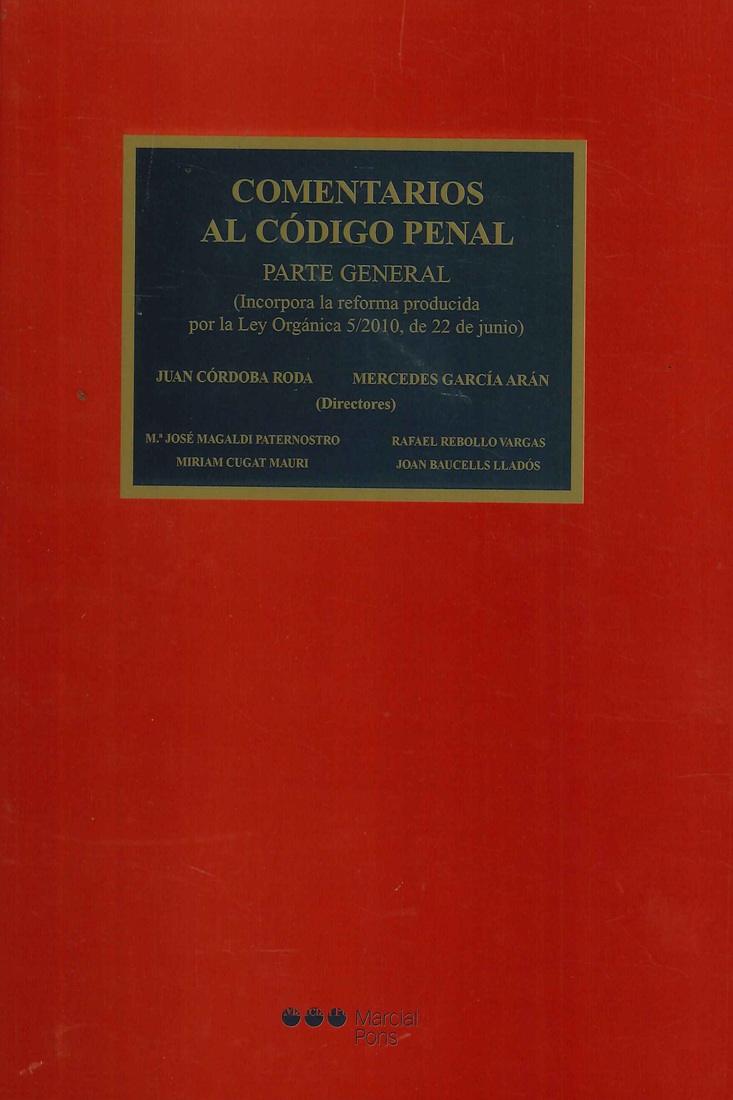 COMENTARIOS
AL CÓDIGO PENAL
PARTE GENERAL
(Incorpora la reforma producida
por la Ley Orgánica 5/2010, de 22 de junio)
JUAN CÓRDOBA RODA MERCEDES GARCÍA ARÁN
(Directores)
M.ª JOSÉ MAGALDI PATERNOSTRO RAFAEL REBOLLO VARGAS
MIRIAM CUGAT MAURI JOAN BAUCELLS LLADÓS
Marcial
Pons